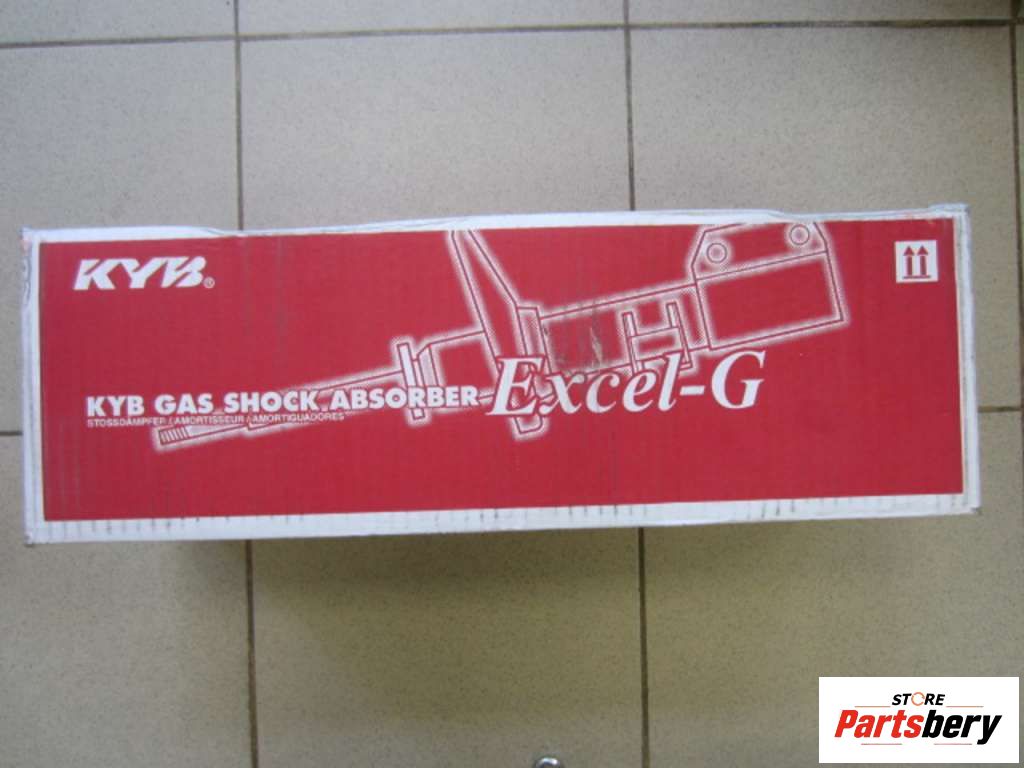 KYB®
KYB GAS SHOCK ABSORBER Excel-G
STOSSDÄMPFER / AMORTISSEUR / AMORTIGUADORES
STORE
Partsbery